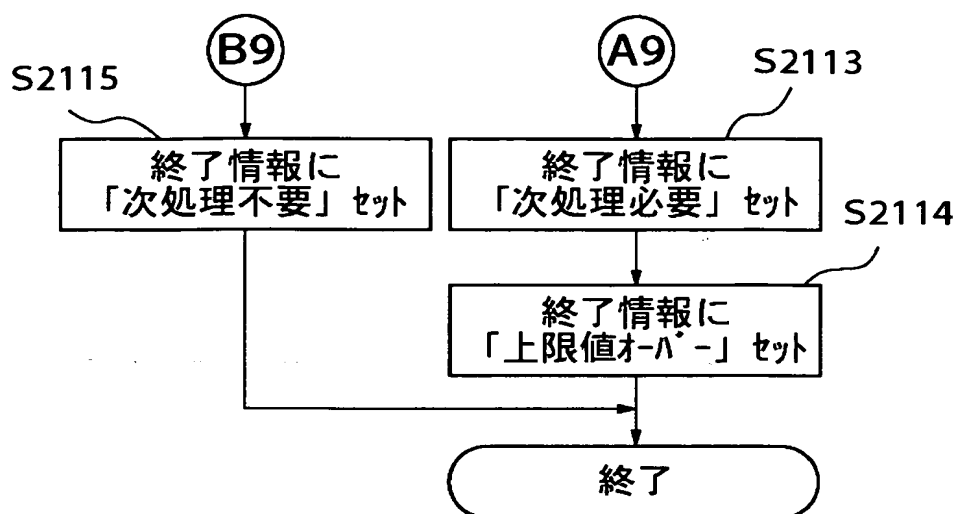 B9
A9
S2115
S2113
終了情報に
「次処理不要」ｾｯﾄ
終了情報に
「次処理必要」ｾｯﾄ
S2114
終了情報に
「上限値ｵｰﾊﾞｰ」ｾｯﾄ
終了